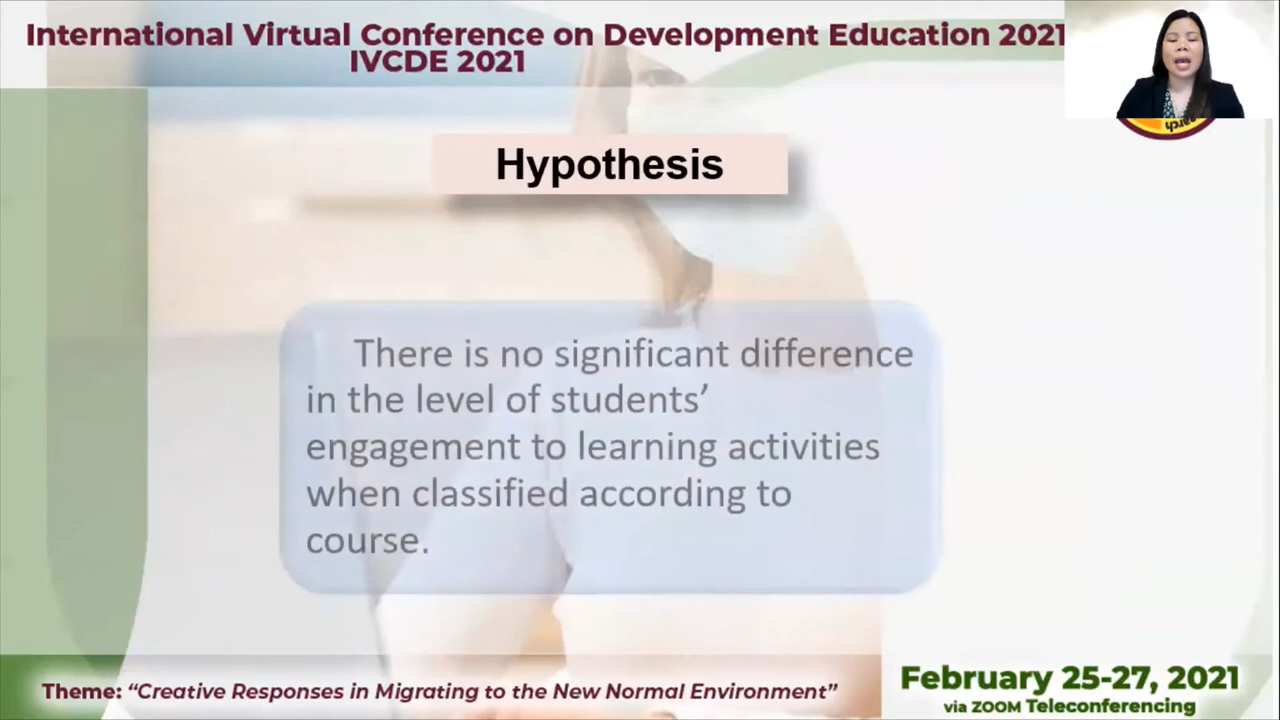 International Virtual Conference on Development Education 2021
IVCDE 2021
Hypothesis
There is no significant difference
in the level of students’
engagement to learning activities
when classified according to
course.
Theme: “Creative Responses in Migrating to the New Normal Environment”
February 25-27, 2021
via ZOOM Teleconferencing